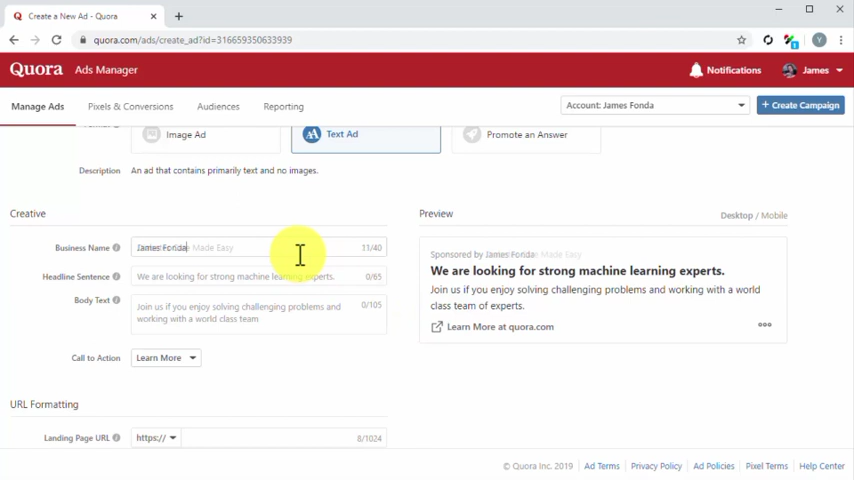 Create a New Ad - Quora
quora.com/ads/create_ad?id=316659350633939
Quora Ads Manager Notifications James
Manage Ads Pixels & Conversions Audiences Reporting Account: James Fonda + Create Campaign
Image Ad Text Ad Promote an Answer
Description An ad that contains primarily text and no images.
Creative Preview Desktop / Mobile
Business Name James Fonda Made Easy 11/40
Sponsored by James Fonda Made Easy
Headline Sentence We are looking for strong machine learning experts. 0/65
We are looking for strong machine learning experts.
Body Text Join us if you enjoy solving challenging problems and working with a world class team 0/105
Join us if you enjoy solving challenging problems and working with a world
class team of experts.
Learn More at quora.com
Call to Action Learn More
URL Formatting
Landing Page URL https:// 8/1024
© Quora Inc. 2019 Ad Terms Privacy Policy Ad Policies Pixel Terms Help Center